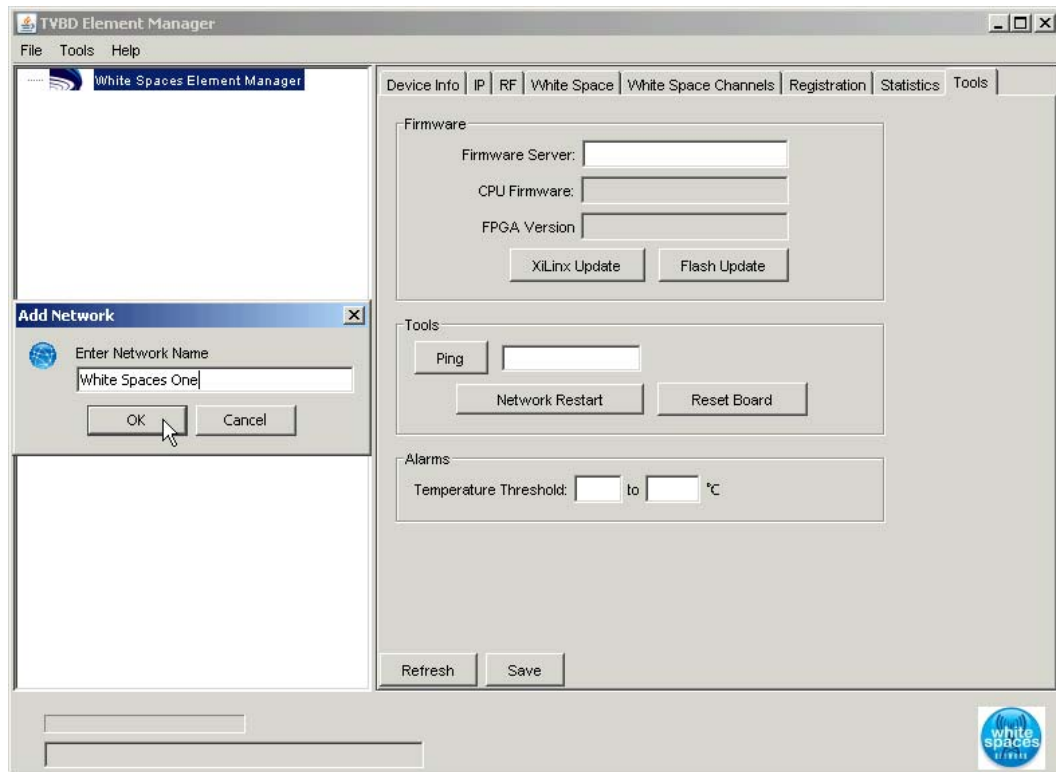 TVBD Element Manager
File Tools Help
White Spaces Element Manager
Device Info IP RF White Space White Space Channels Registration Statistics Tools
Firmware
Firmware Server:
CPU Firmware:
FPGA Version
XiLinx Update Flash Update
Add Network
Enter Network Name
White Spaces One
OK Cancel
Tools
Ping
Network Restart Reset Board
Alarms
Temperature Threshold: to °C
Refresh Save
white
spaces
NETWORK